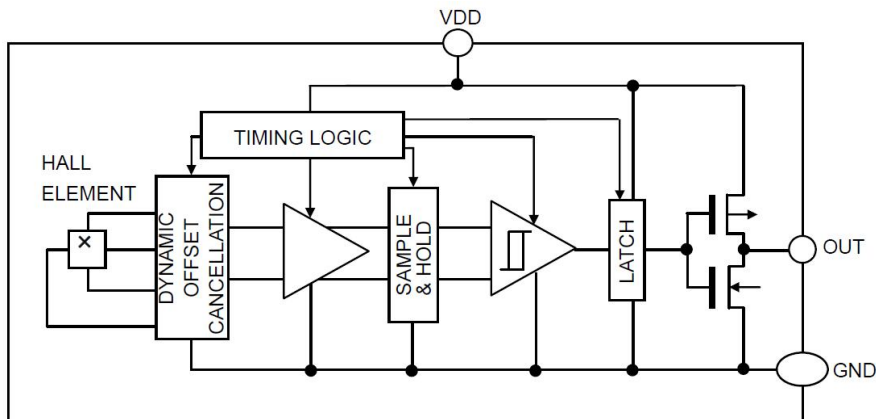 VDD
TIMING LOGIC
HALL
ELEMENT
DYNAMIC
OFFSET
CANCELLATION
SAMPLE
& HOLD
LATCH
OUT
GND